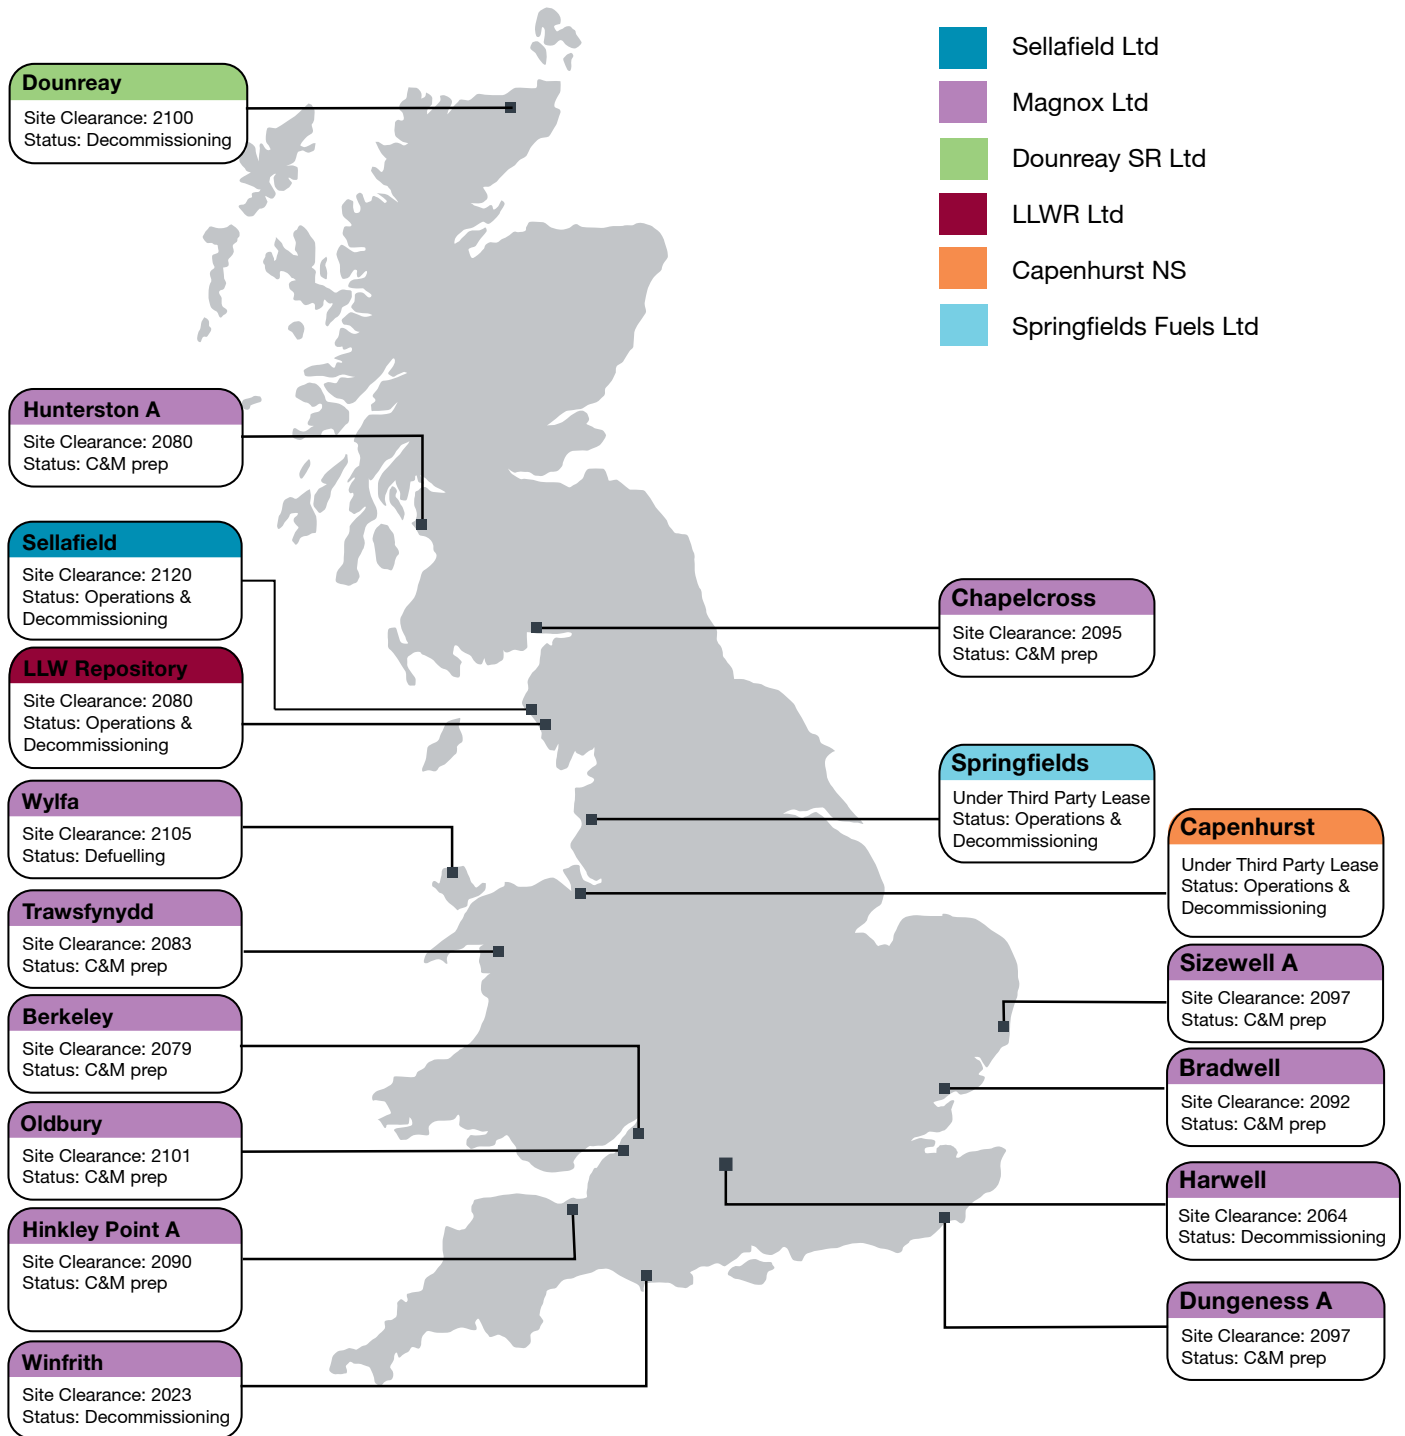 Sellafield Ltd
Magnox Ltd
Dounreay SR Ltd
LLWR Ltd
Capenhurst NS
Springfields Fuels Ltd
Dounreay
Site Clearance: 2100
Status: Decommissioning
Hunterston A
Site Clearance: 2080
Status: C&M prep
Sellafield
Site Clearance: 2120
Status: Operations &
Decommissioning
LLW Repository
Site Clearance: 2080
Status: Operations &
Decommissioning
Wylfa
Site Clearance: 2105
Status: Defuelling
Trawsfynydd
Site Clearance: 2083
Status: C&M prep
Berkeley
Site Clearance: 2079
Status: C&M prep
Oldbury
Site Clearance: 2101
Status: C&M prep
Hinkley Point A
Site Clearance: 2090
Status: C&M prep
Winfrith
Site Clearance: 2023
Status: Decommissioning
Chapelcross
Site Clearance: 2095
Status: C&M prep
Springfields
Under Third Party Lease
Status: Operations &
Decommissioning
Capenhurst
Under Third Party Lease
Status: Operations &
Decommissioning
Sizewell A
Site Clearance: 2097
Status: C&M prep
Bradwell
Site Clearance: 2092
Status: C&M prep
Harwell
Site Clearance: 2064
Status: Decommissioning
Dungeness A
Site Clearance: 2097
Status: C&M prep